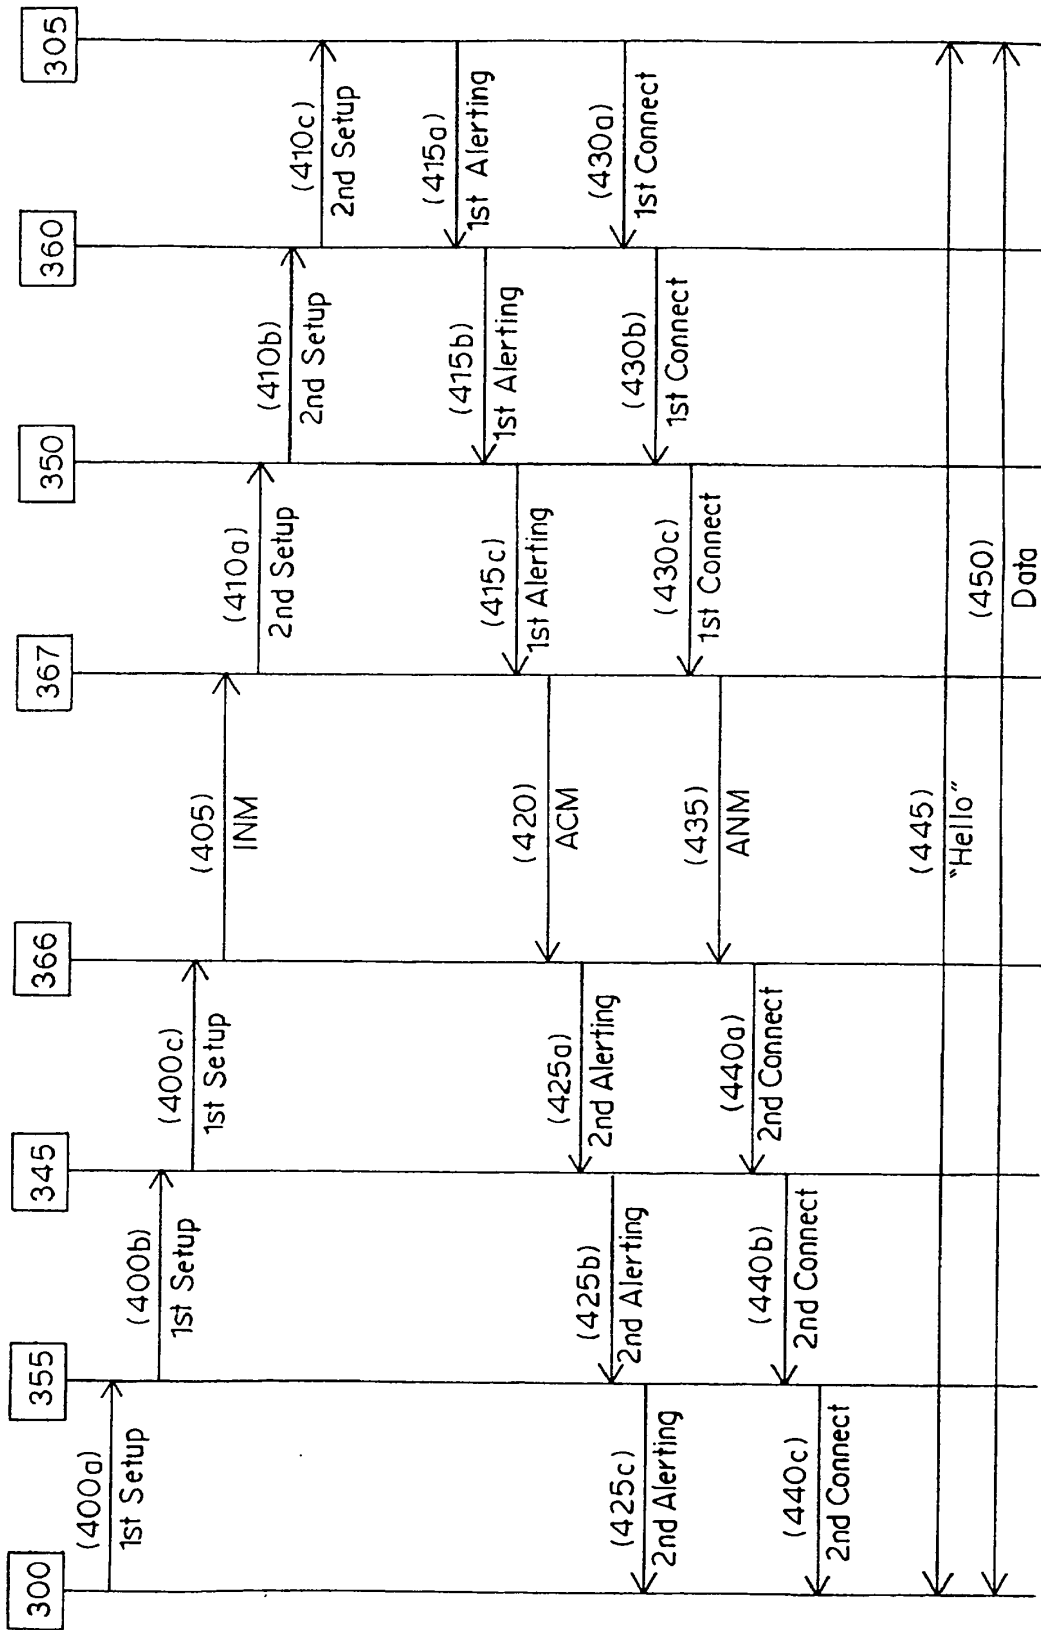 300
355
345
366
367
350
360
305
(400a)
1st Setup
(400b)
1st Setup
(400c)
1st Setup
(405)
INM
(410a)
2nd Setup
(410b)
2nd Setup
(410c)
2nd Setup
(415a)
1st Alerting
(415b)
1st Alerting
(415c)
1st Alerting
(420)
ACM
(425a)
2nd Alerting
(425b)
2nd Alerting
(425c)
2nd Alerting
(430a)
1st Connect
(430b)
1st Connect
(430c)
1st Connect
(435)
ANM
(440a)
2nd Connect
(440b)
2nd Connect
(440c)
2nd Connect
(445)
"Hello"
(450)
Data